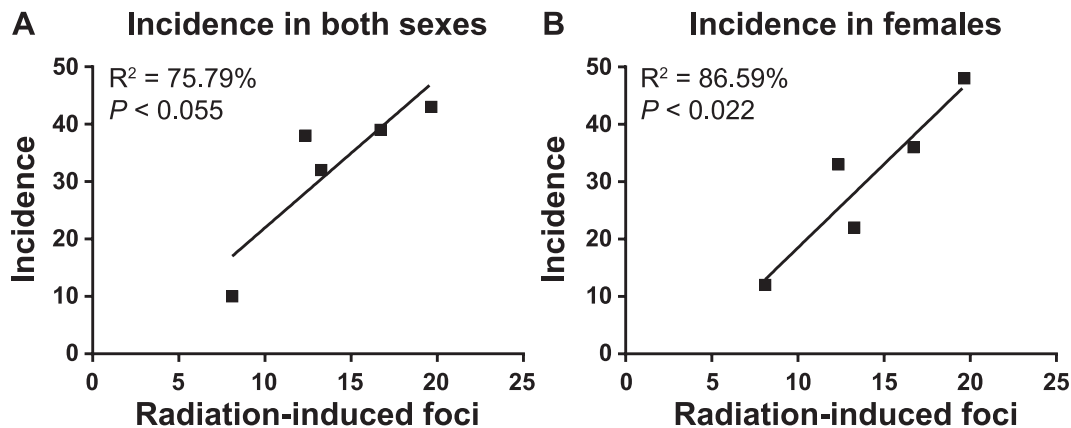 A Incidence in both sexes
R² = 75.79%
P < 0.055
50
40
30
20
10
0
Incidence
0 5 10 15 20 25
Radiation-induced foci
B Incidence in females
R² = 86.59%
P < 0.022
50
40
30
20
10
0
Incidence
0 5 10 15 20 25
Radiation-induced foci